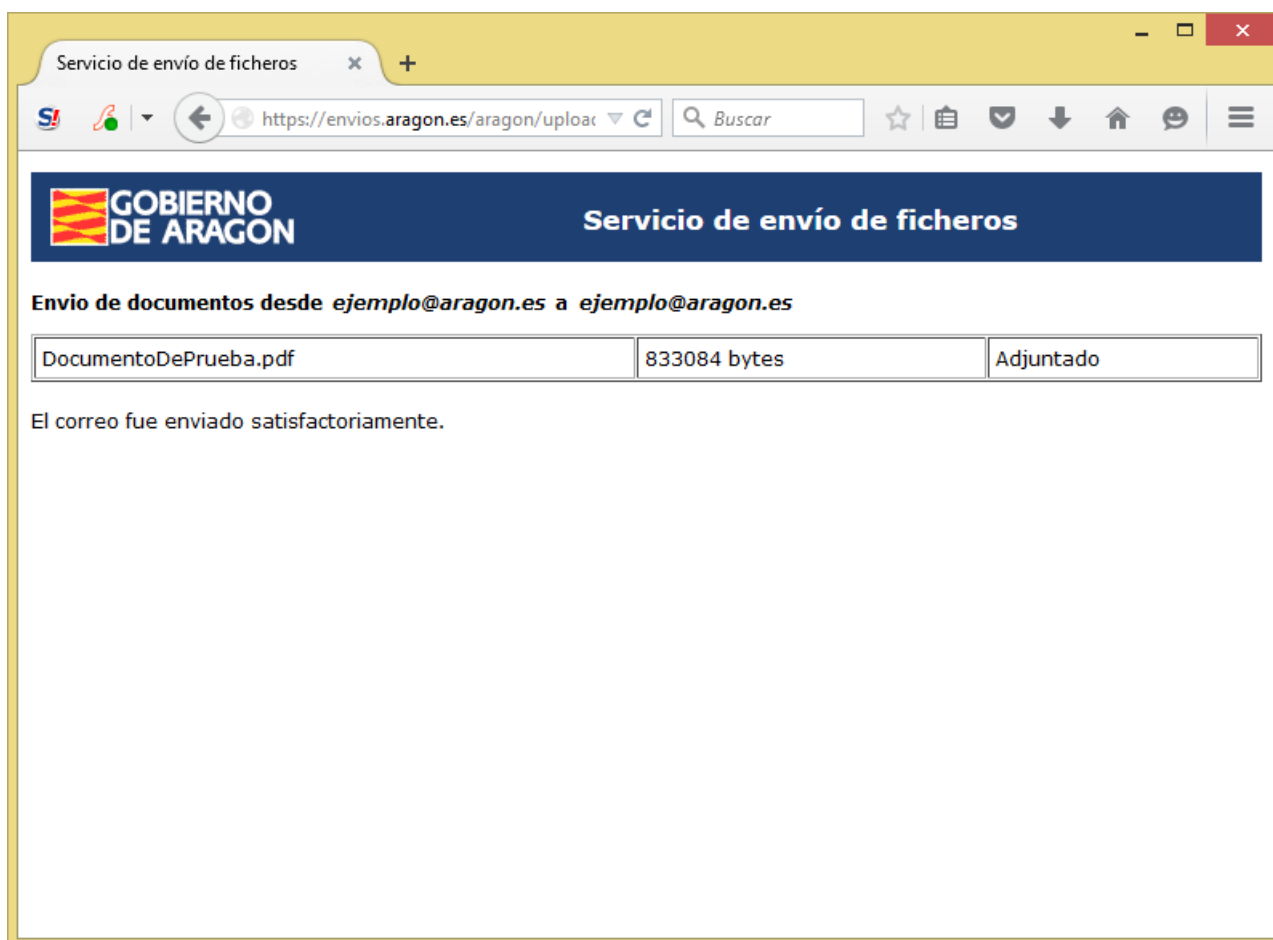 Servicio de envío de ficheros
S!
https://envios.aragon.es/aragon/upload
Buscar
GOBIERNO
DE ARAGON
Servicio de envío de ficheros
Envio de documentos desde ejemplo@aragon.es a ejemplo@aragon.es
DocumentoDePrueba.pdf 833084 bytes Adjuntado
El correo fue enviado satisfactoriamente.